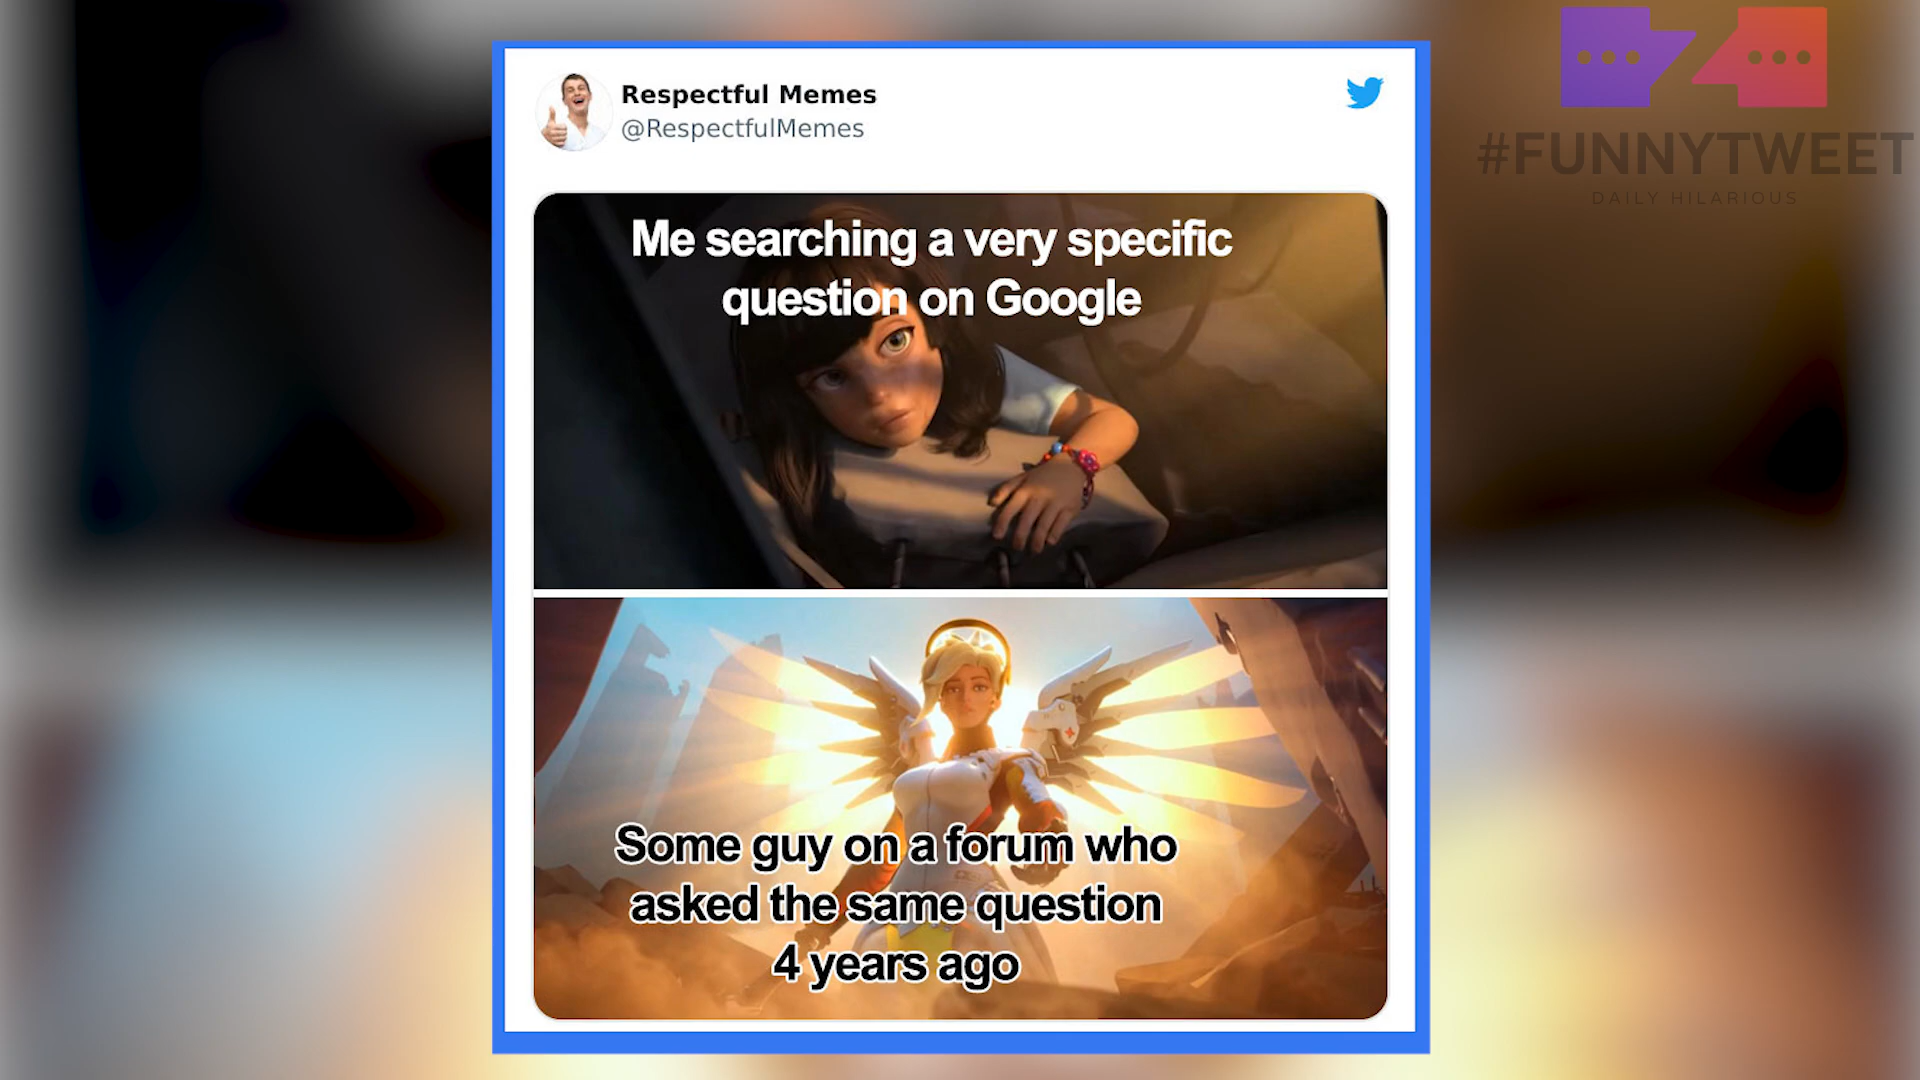 Respectful Memes
@RespectfulMemes
#FUNNYTWEET
DAILY HILARIOUS
Me searching a very specific
question on Google
Some guy on a forum who
asked the same question
4 years ago